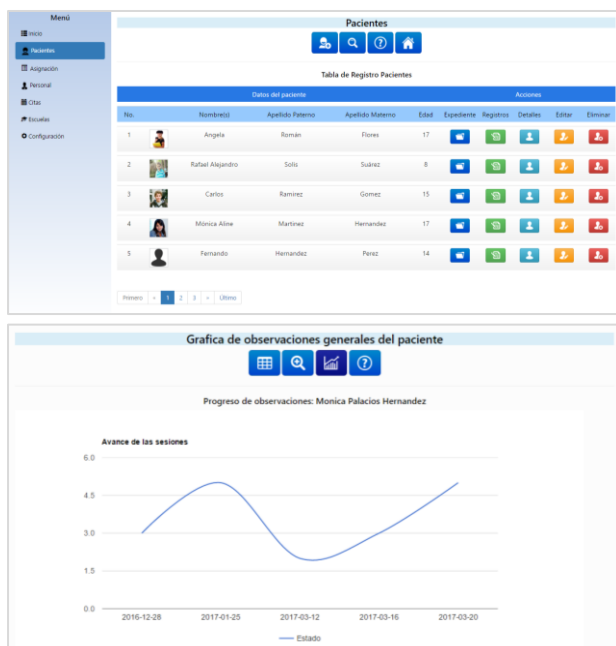 Menú
Inicio
Pacientes
Asignación
Personal
Citas
Escuelas
Configuración
Pacientes
Tabla de Registro Pacientes
Datos del paciente Acciones
No. Nombre(s) Apellido Paterno Apellido Materno Edad Expediente Registros Detalles Editar Eliminar
1 Angela Román Flores 17
2 Rafael Alejandro Solis Suárez 8
3 Carlos Ramirez Gomez 15
4 Mónica Aline Martinez Hernandez 17
5 Fernando Hernandez Perez 14
Primero « 1 2 3 » Último
Grafica de observaciones generales del paciente
Progreso de observaciones: Monica Palacios Hernandez
Avance de las sesiones
6.0
4.5
3.0
1.5
0.0
2016-12-28 2017-01-25 2017-03-12 2017-03-16 2017-03-20
Estado